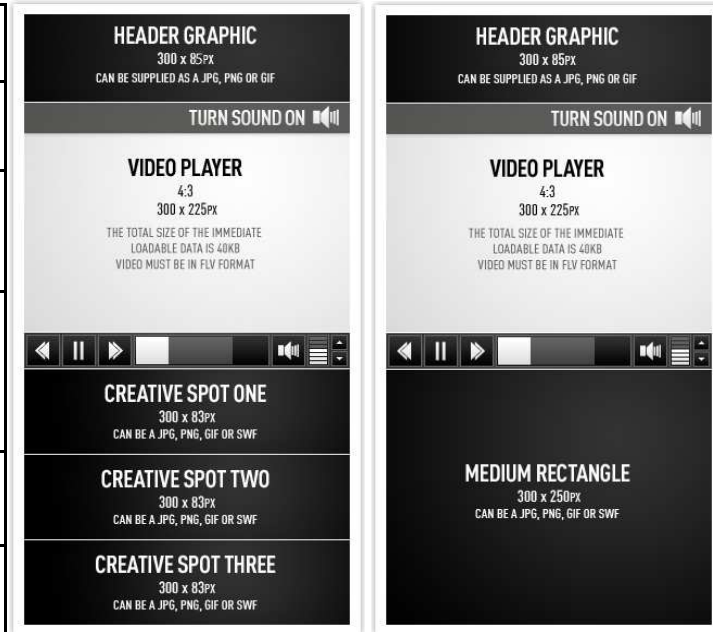 HEADER GRAPHIC
300 x 85PX
CAN BE SUPPLIED AS A JPG, PNG OR GIF
TURN SOUND ON
VIDEO PLAYER
4:3
300 x 225PX
THE TOTAL SIZE OF THE IMMEDIATE
LOADABLE DATA IS 40KB
VIDEO MUST BE IN FLV FORMAT
CREATIVE SPOT ONE
300 x 83PX
CAN BE A JPG, PNG, GIF OR SWF
CREATIVE SPOT TWO
300 x 83PX
CAN BE A JPG, PNG, GIF OR SWF
CREATIVE SPOT THREE
300 x 83PX
CAN BE A JPG, PNG, GIF OR SWF
HEADER GRAPHIC
300 x 85PX
CAN BE SUPPLIED AS A JPG, PNG OR GIF
TURN SOUND ON
VIDEO PLAYER
4:3
300 x 225PX
THE TOTAL SIZE OF THE IMMEDIATE
LOADABLE DATA IS 40KB
VIDEO MUST BE IN FLV FORMAT
MEDIUM RECTANGLE
300 x 250PX
CAN BE A JPG, PNG, GIF OR SWF